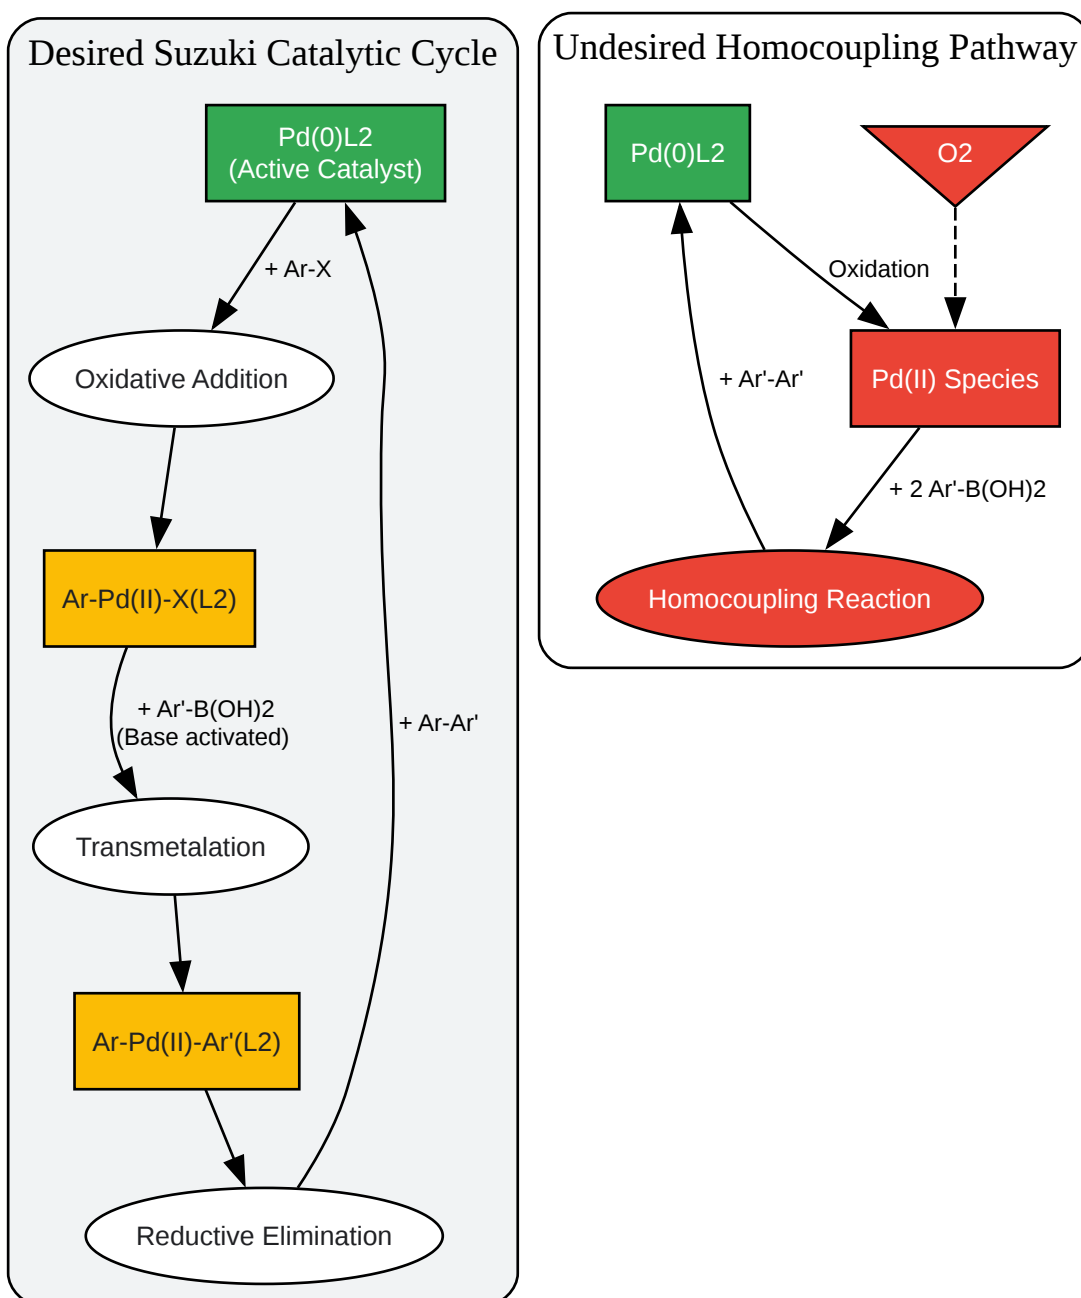 Desired Suzuki Catalytic Cycle
Pd(0)L2
(Active Catalyst)
+ Ar-X
Oxidative Addition
Ar-Pd(II)-X(L2)
+ Ar'-B(OH)2
(Base activated)
+ Ar-Ar'
Transmetalation
Ar-Pd(II)-Ar'(L2)
Reductive Elimination
Undesired Homocoupling Pathway
Pd(0)L2
O2
Oxidation
Pd(II) Species
+ Ar'-Ar'
+ 2 Ar'-B(OH)2
Homocoupling Reaction